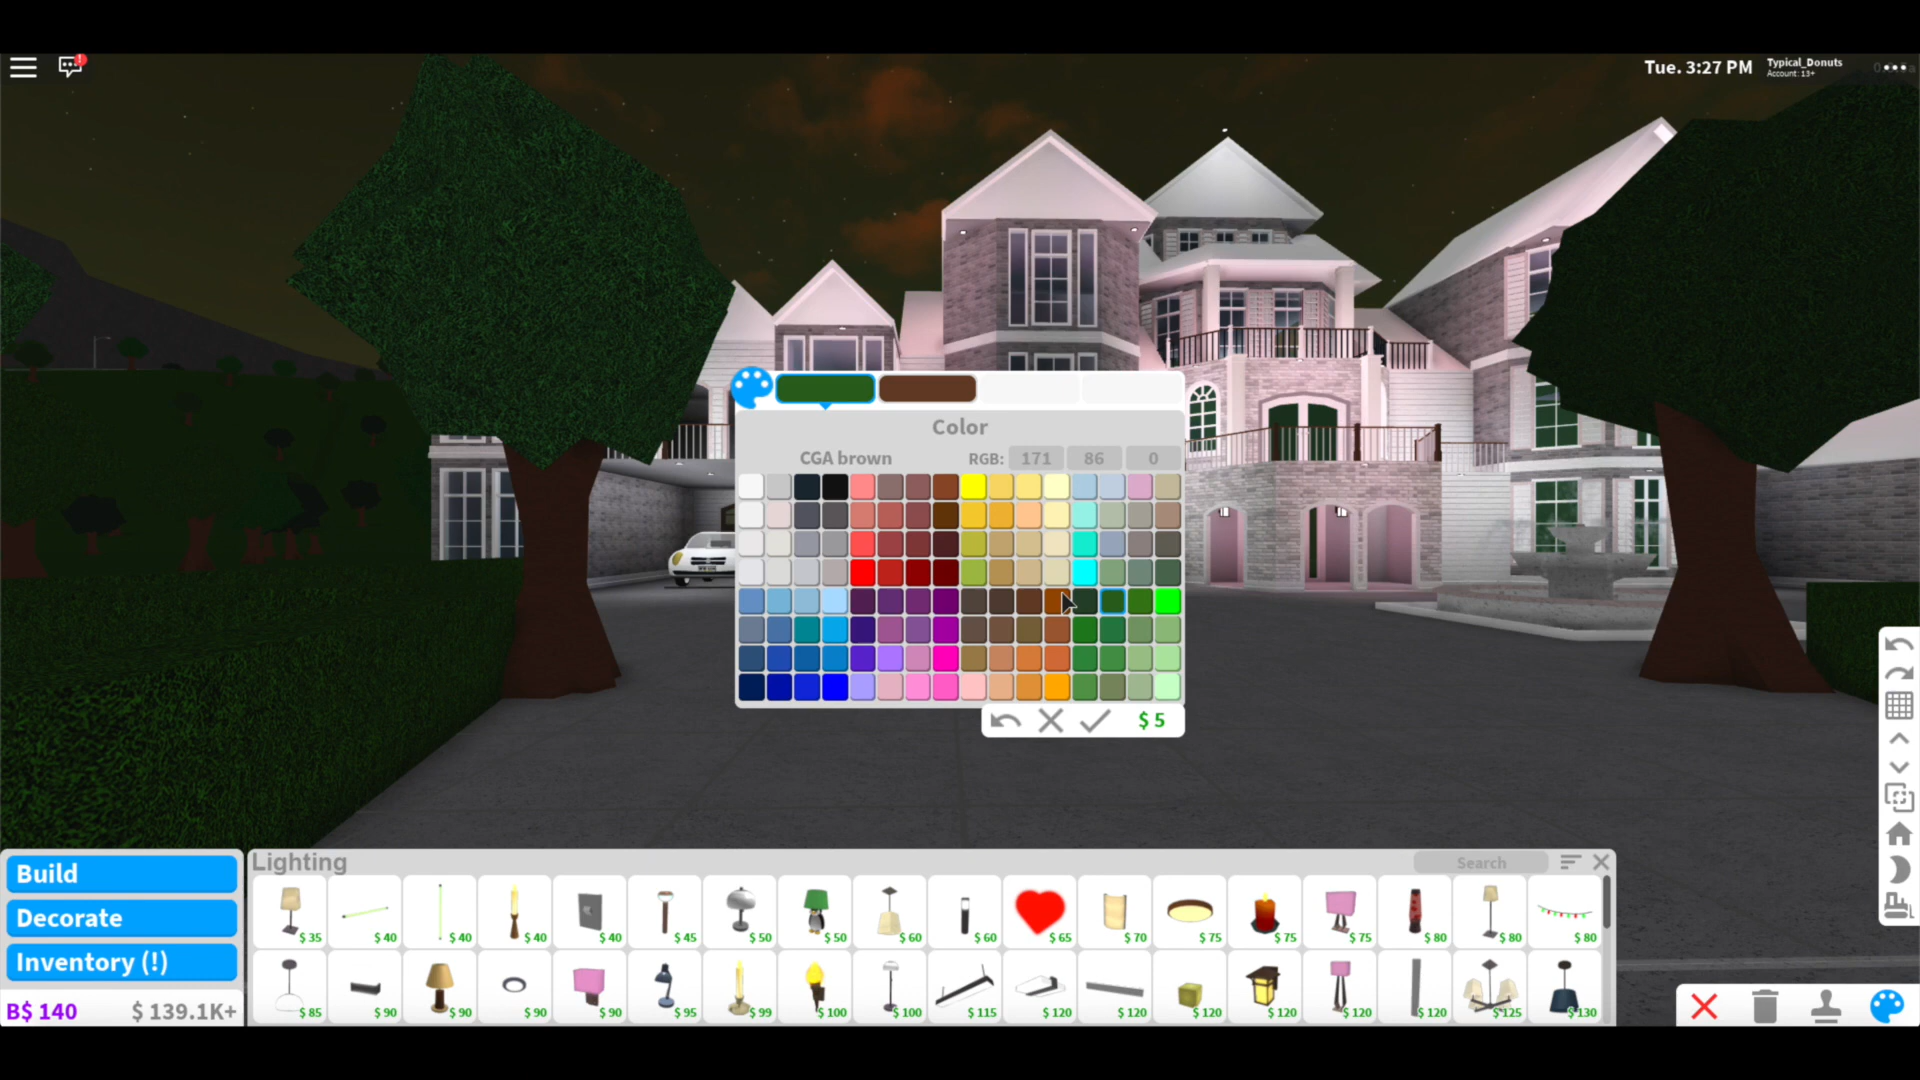 Tue. 3:27 PM
Typical_Donuts
Account: 13+
Color
CGA brown
RGB: 171 86 0
$ 5
Build
Decorate
Inventory (!)
B$ 140
$ 139.1K+
Lighting
Search
$ 35 $ 40 $ 40 $ 40 $ 40 $ 45 $ 50 $ 50 $ 60 $ 60 $ 65 $ 70 $ 75 $ 75 $ 75 $ 80 $ 80 $ 80
$ 85 $ 90 $ 90 $ 90 $ 90 $ 95 $ 99 $ 100 $ 100 $ 115 $ 120 $ 120 $ 120 $ 120 $ 120 $ 120 $ 125 $ 130